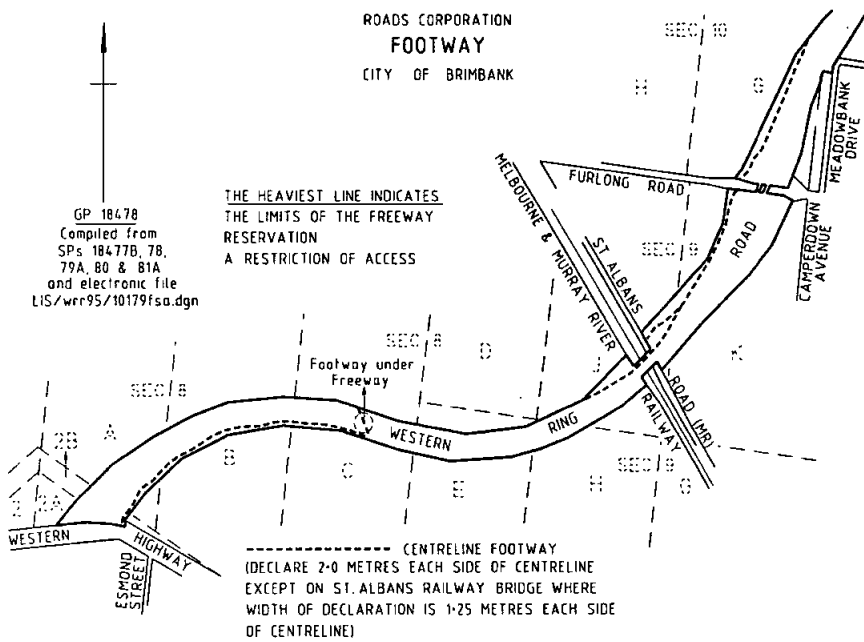 ROADS CORPORATION
FOOTWAY
CITY OF BRIMBANK
SEC 10
H
G
MEADOWBANK
DRIVE
MELBOURNE & MURRAY RIVER
FURLONG ROAD
GP 18478
Compiled from
SPs 18477B, 78,
79A, 80 & 81A
and electronic file
LIS/wrr95/10179fsa.dgn
THE HEAVIEST LINE INDICATES
THE LIMITS OF THE FREEWAY
RESERVATION
A RESTRICTION OF ACCESS
ST ALBANS
SEC 9
ROAD
CAMPERDOWN
AVENUE
SEC 8
D
J
K
Footway under
Freeway
SEC 8
2B
A
WESTERN
RING
ROAD (MR)
RAILWAY
B
C
E
H
SEC 9
G
2
2A
WESTERN
HIGHWAY
ESMOND
STREET
CENTRELINE FOOTWAY
(DECLARE 2·0 METRES EACH SIDE OF CENTRELINE
EXCEPT ON ST. ALBANS RAILWAY BRIDGE WHERE
WIDTH OF DECLARATION IS 1·25 METRES EACH SIDE
OF CENTRELINE)